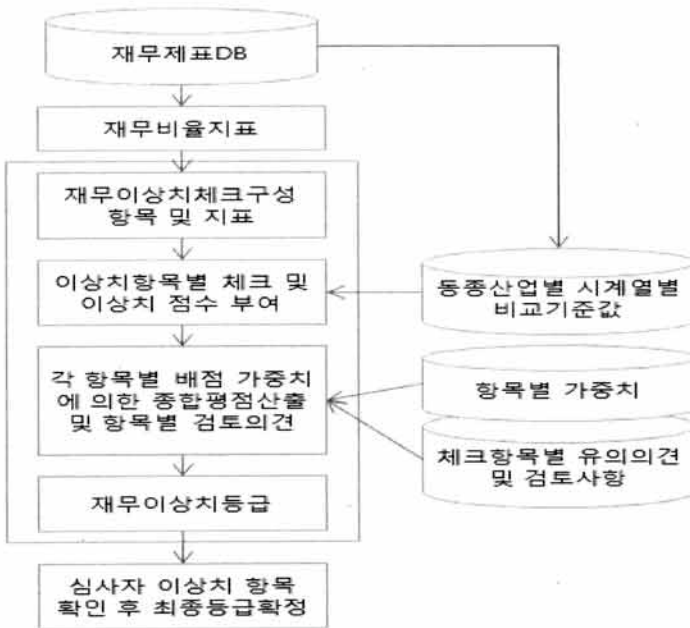 재무제표DB
재무비율지표
재무이상치체크구성
항목 및 지표
이상치항목별 체크 및
이상치 점수 부여
동종산업별 시계열별
비교기준값
각 항목별 배점 가중치
에 의한 종합평점산출
및 항목별 검토의견
항목별 가중치
체크항목별 유의의견
및 검토사항
재무이상치등급
심사자 이상치 항목
확인 후 최종등급확정